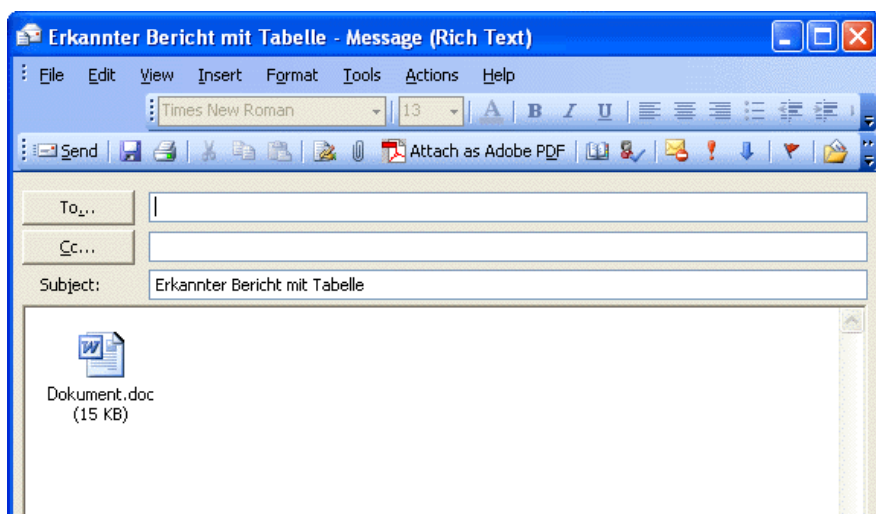 Erkannter Bericht mit Tabelle - Message (Rich Text)
File Edit View Insert Format Tools Actions Help
Times New Roman 13 A B I U
Send Attach as Adobe PDF
To...
Cc...
Subject: Erkannter Bericht mit Tabelle
Dokument.doc
(15 KB)